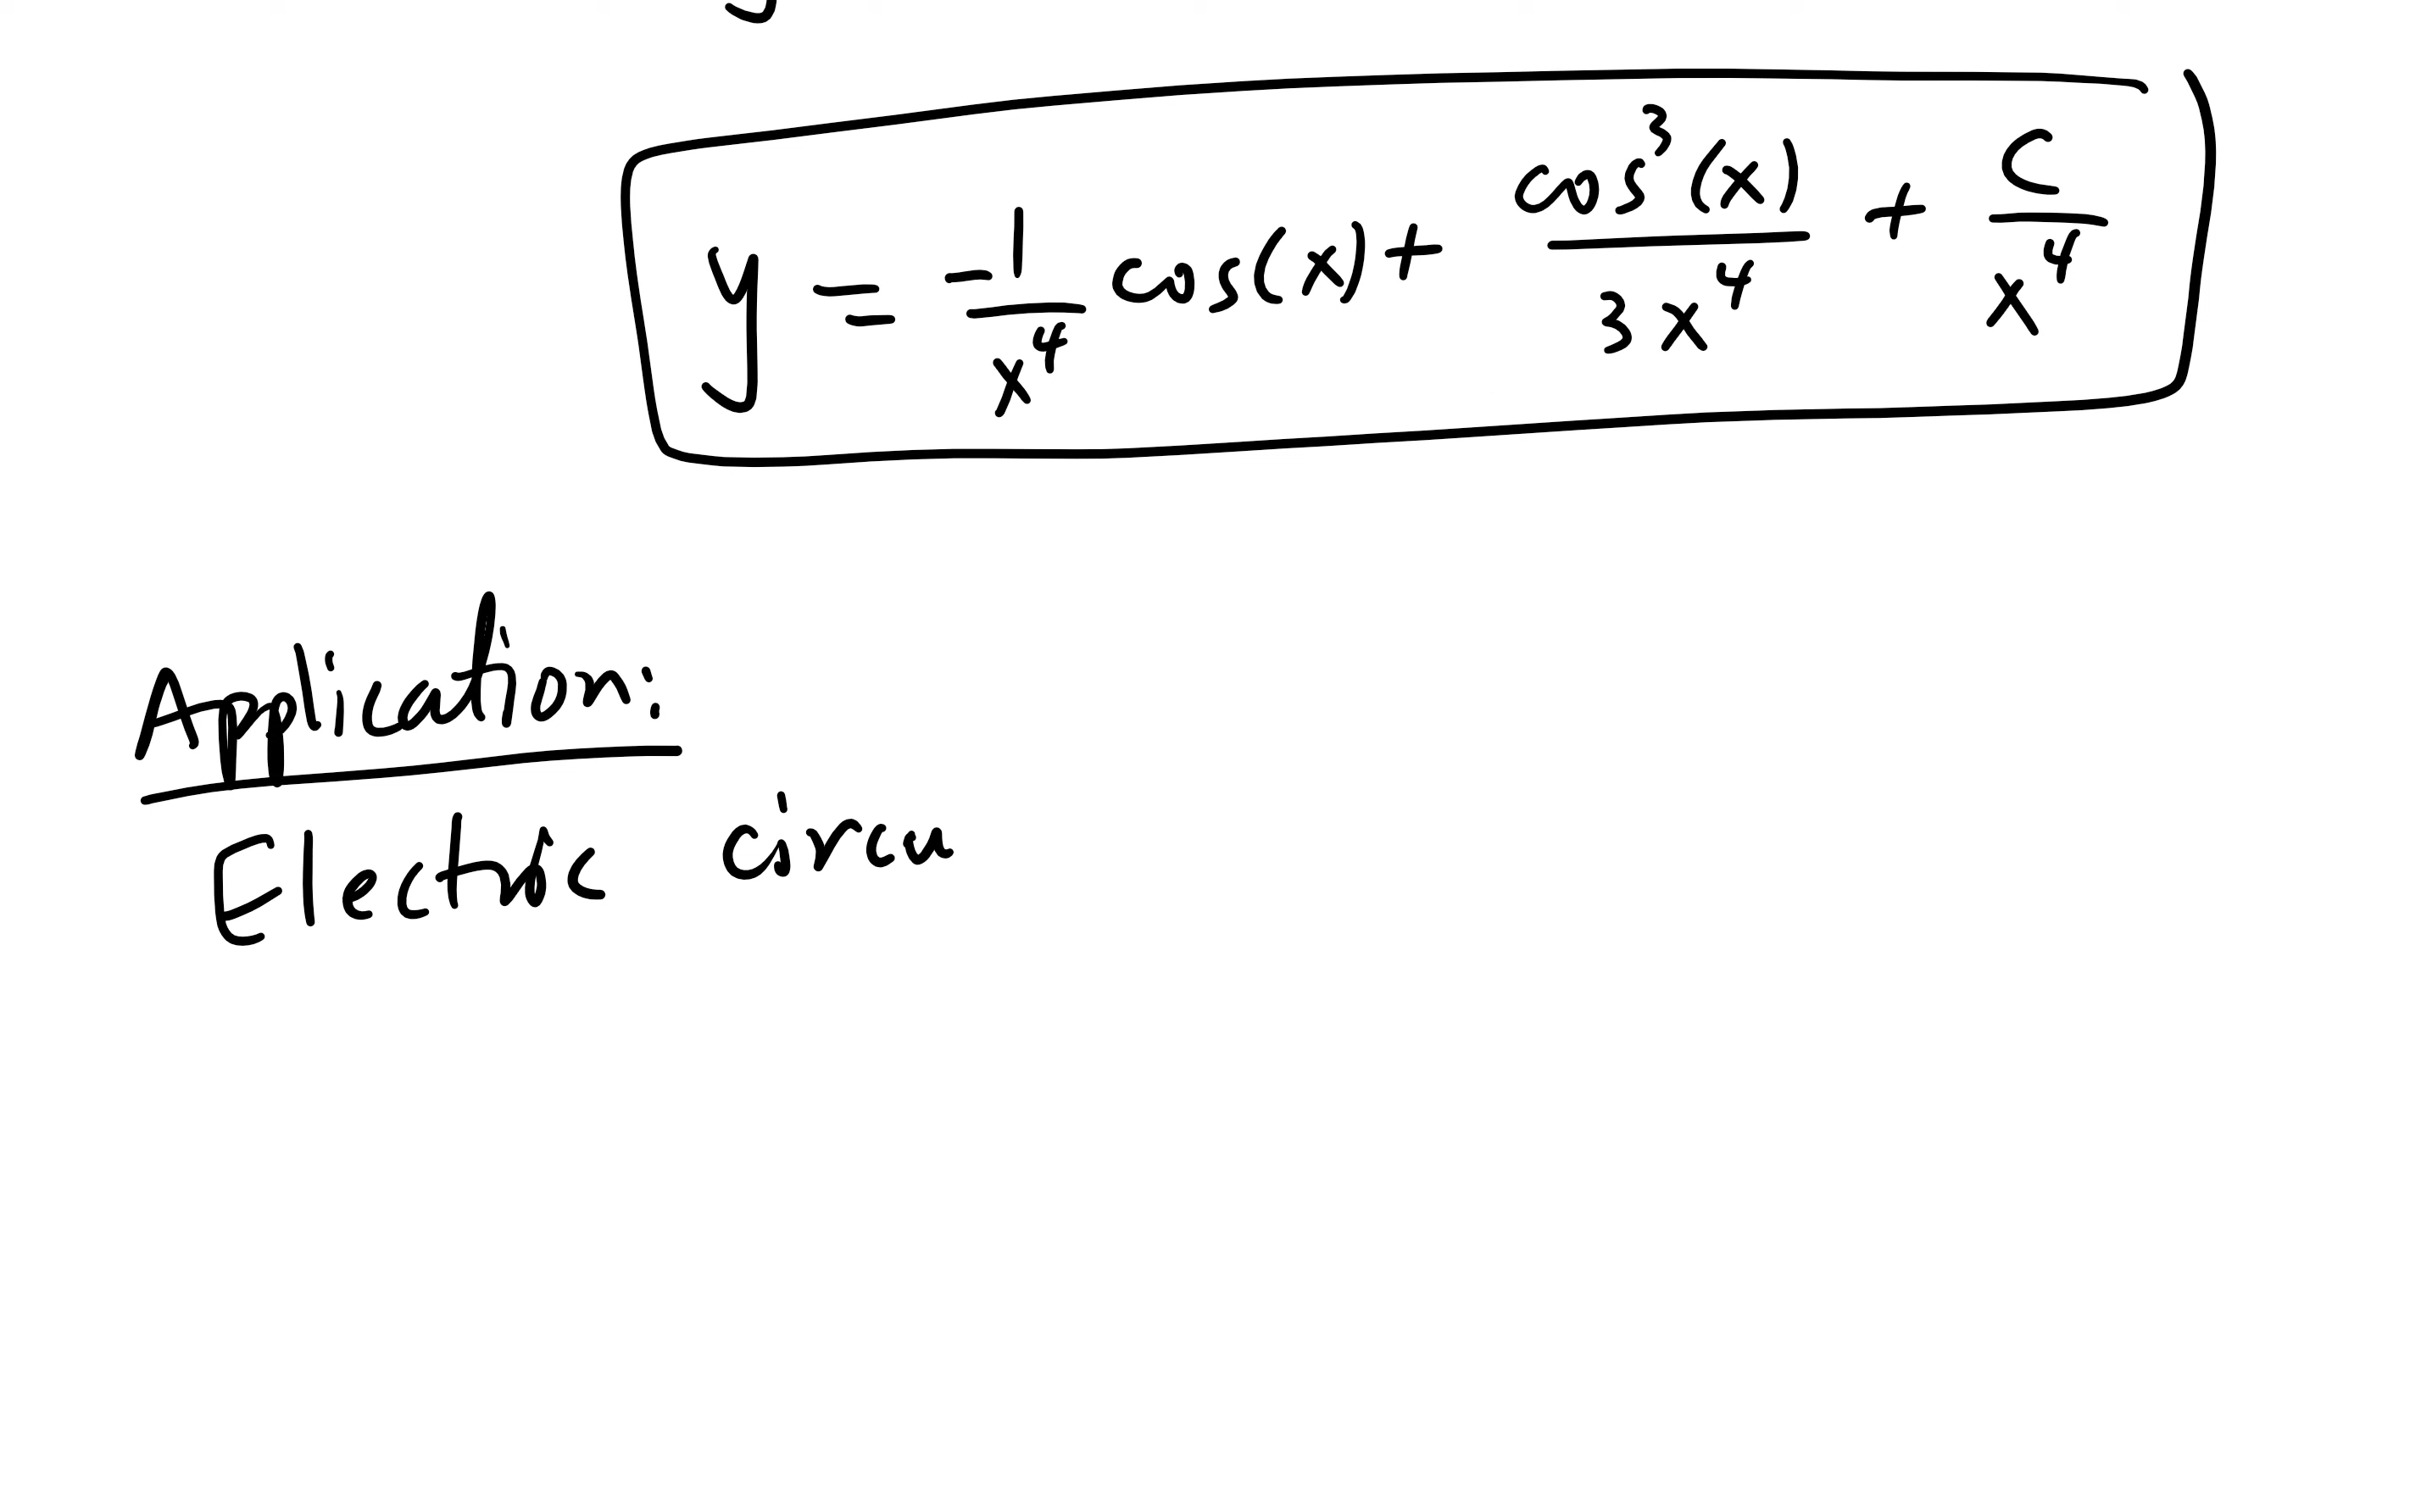 y = -1/x⁴ cos(x) + cos³(x)/3x⁴ + C/x⁴
Application:
Electric circu